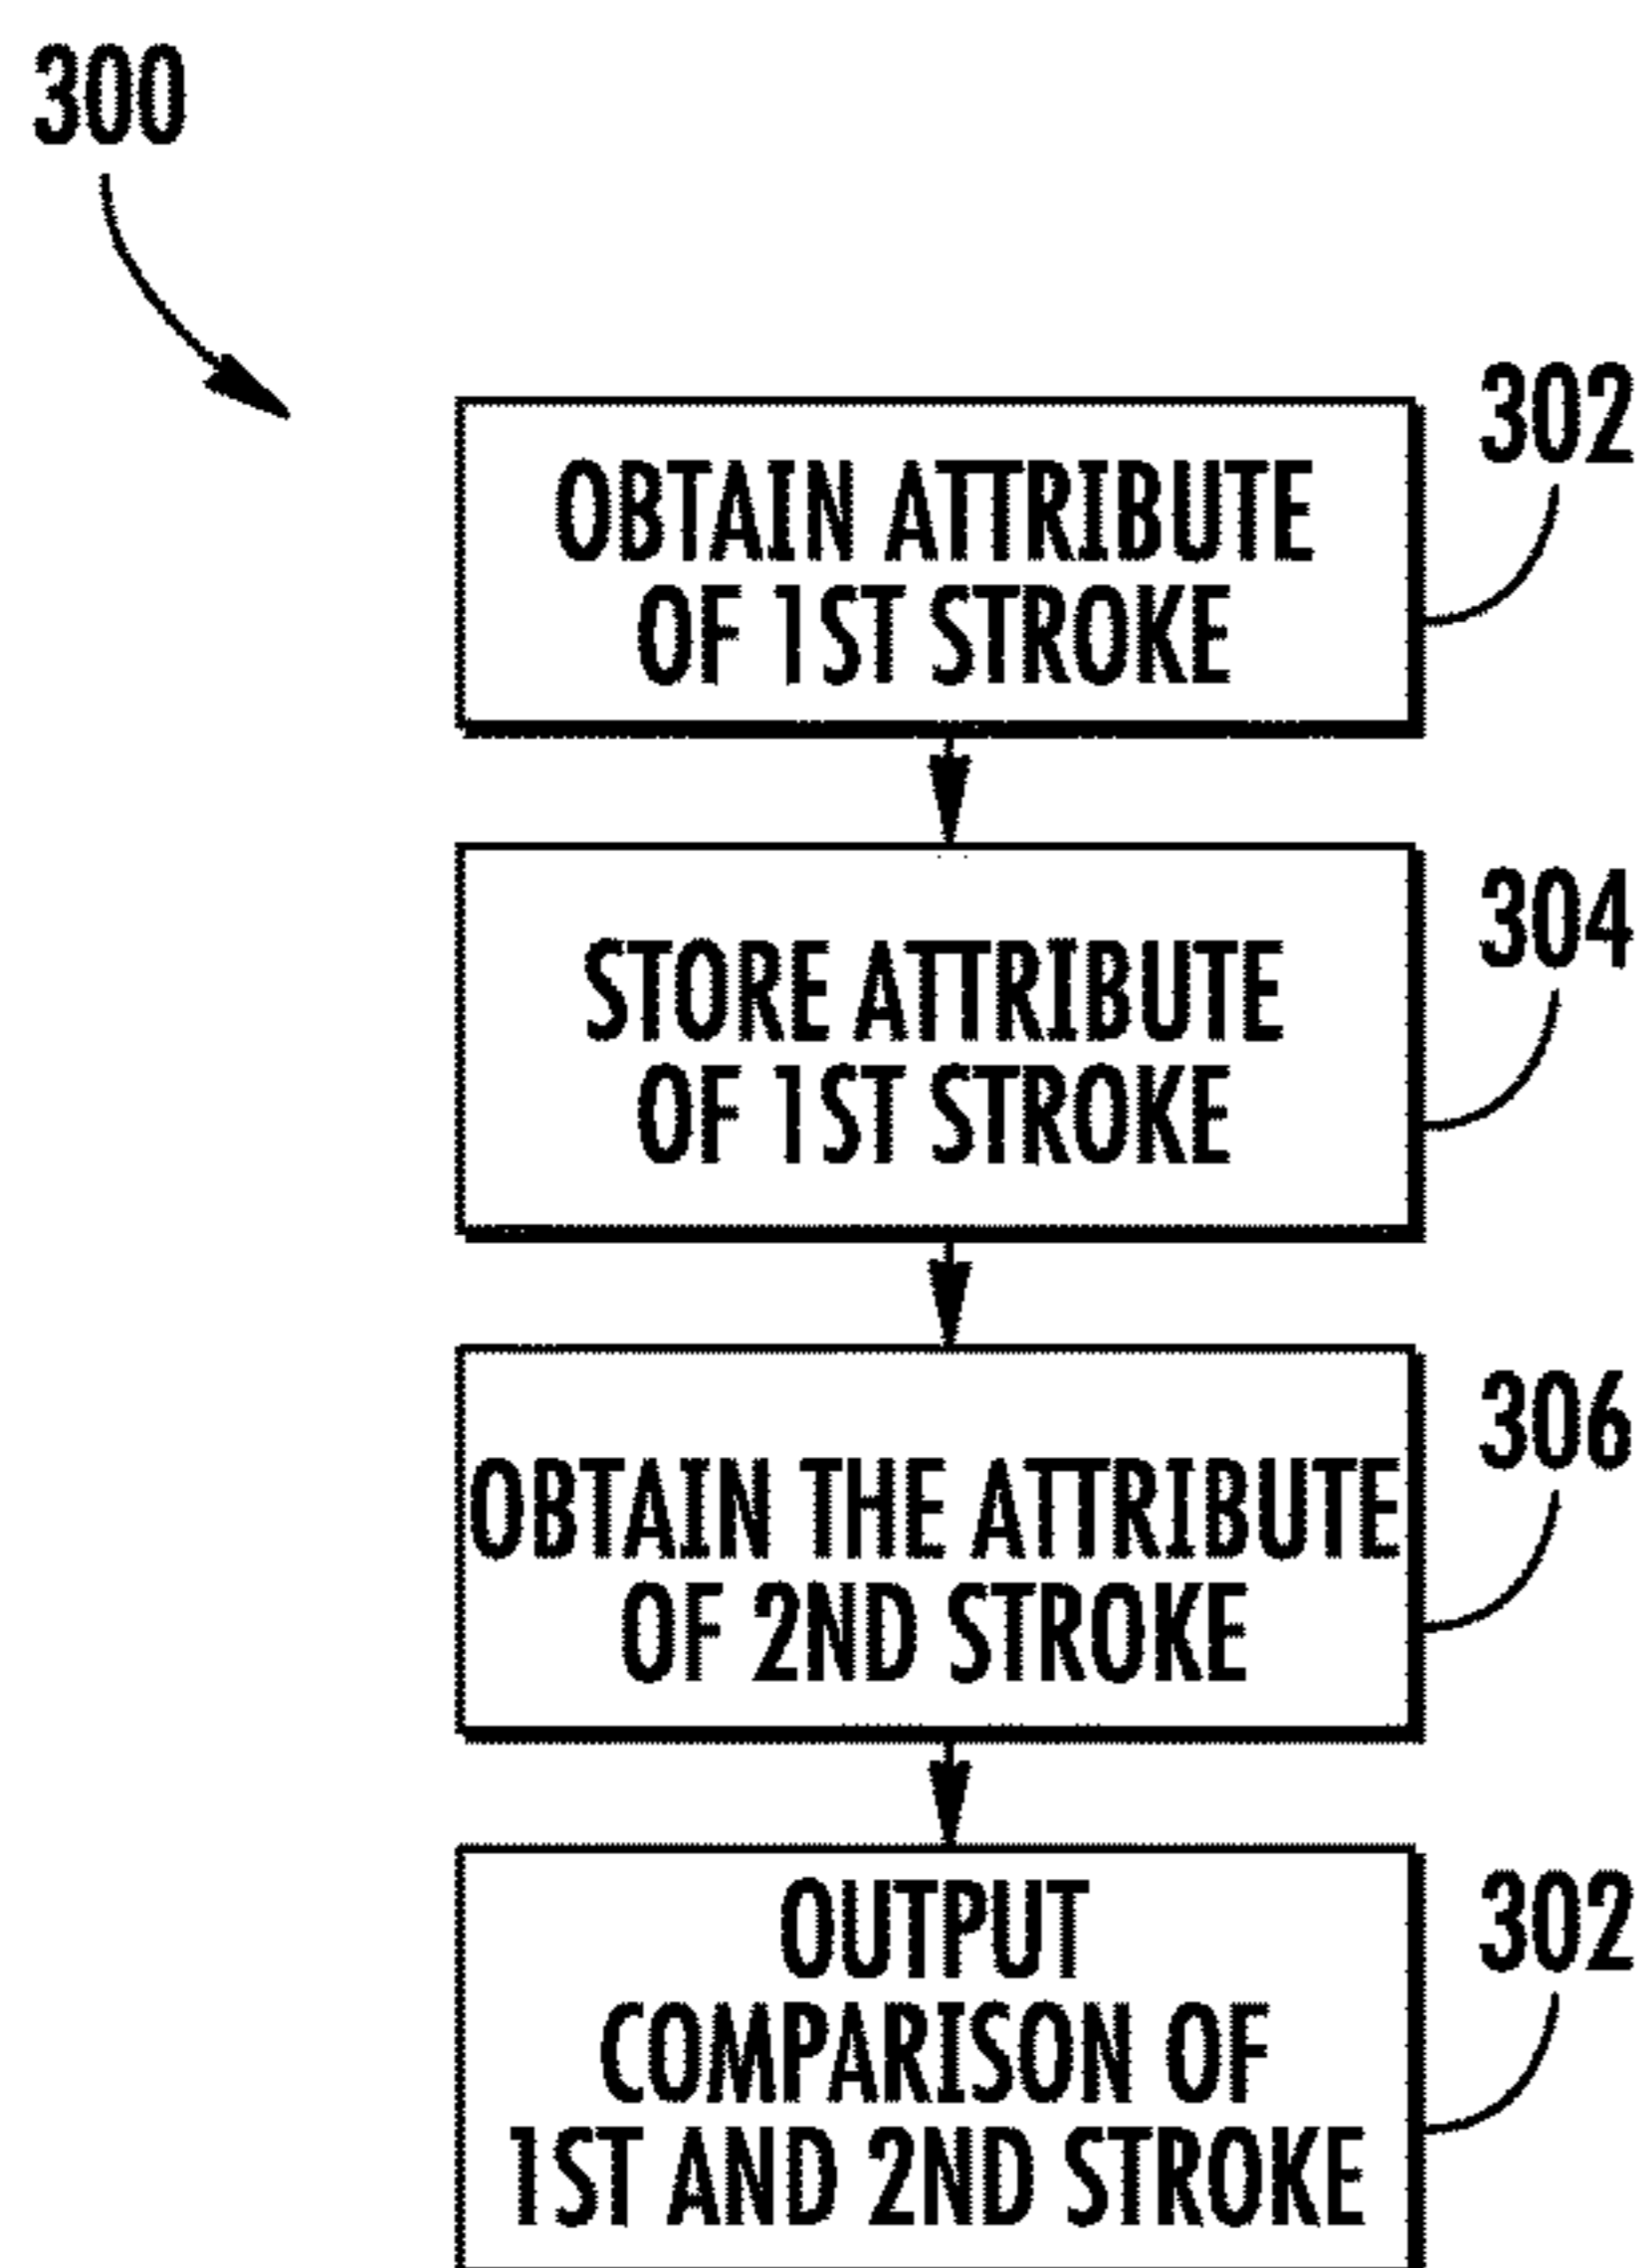 300
302
OBTAIN ATTRIBUTE
OF 1ST STROKE
304
STORE ATTRIBUTE
OF 1ST STROKE
306
OBTAIN THE ATTRIBUTE
OF 2ND STROKE
302
OUTPUT
COMPARISON OF
1ST AND 2ND STROKE